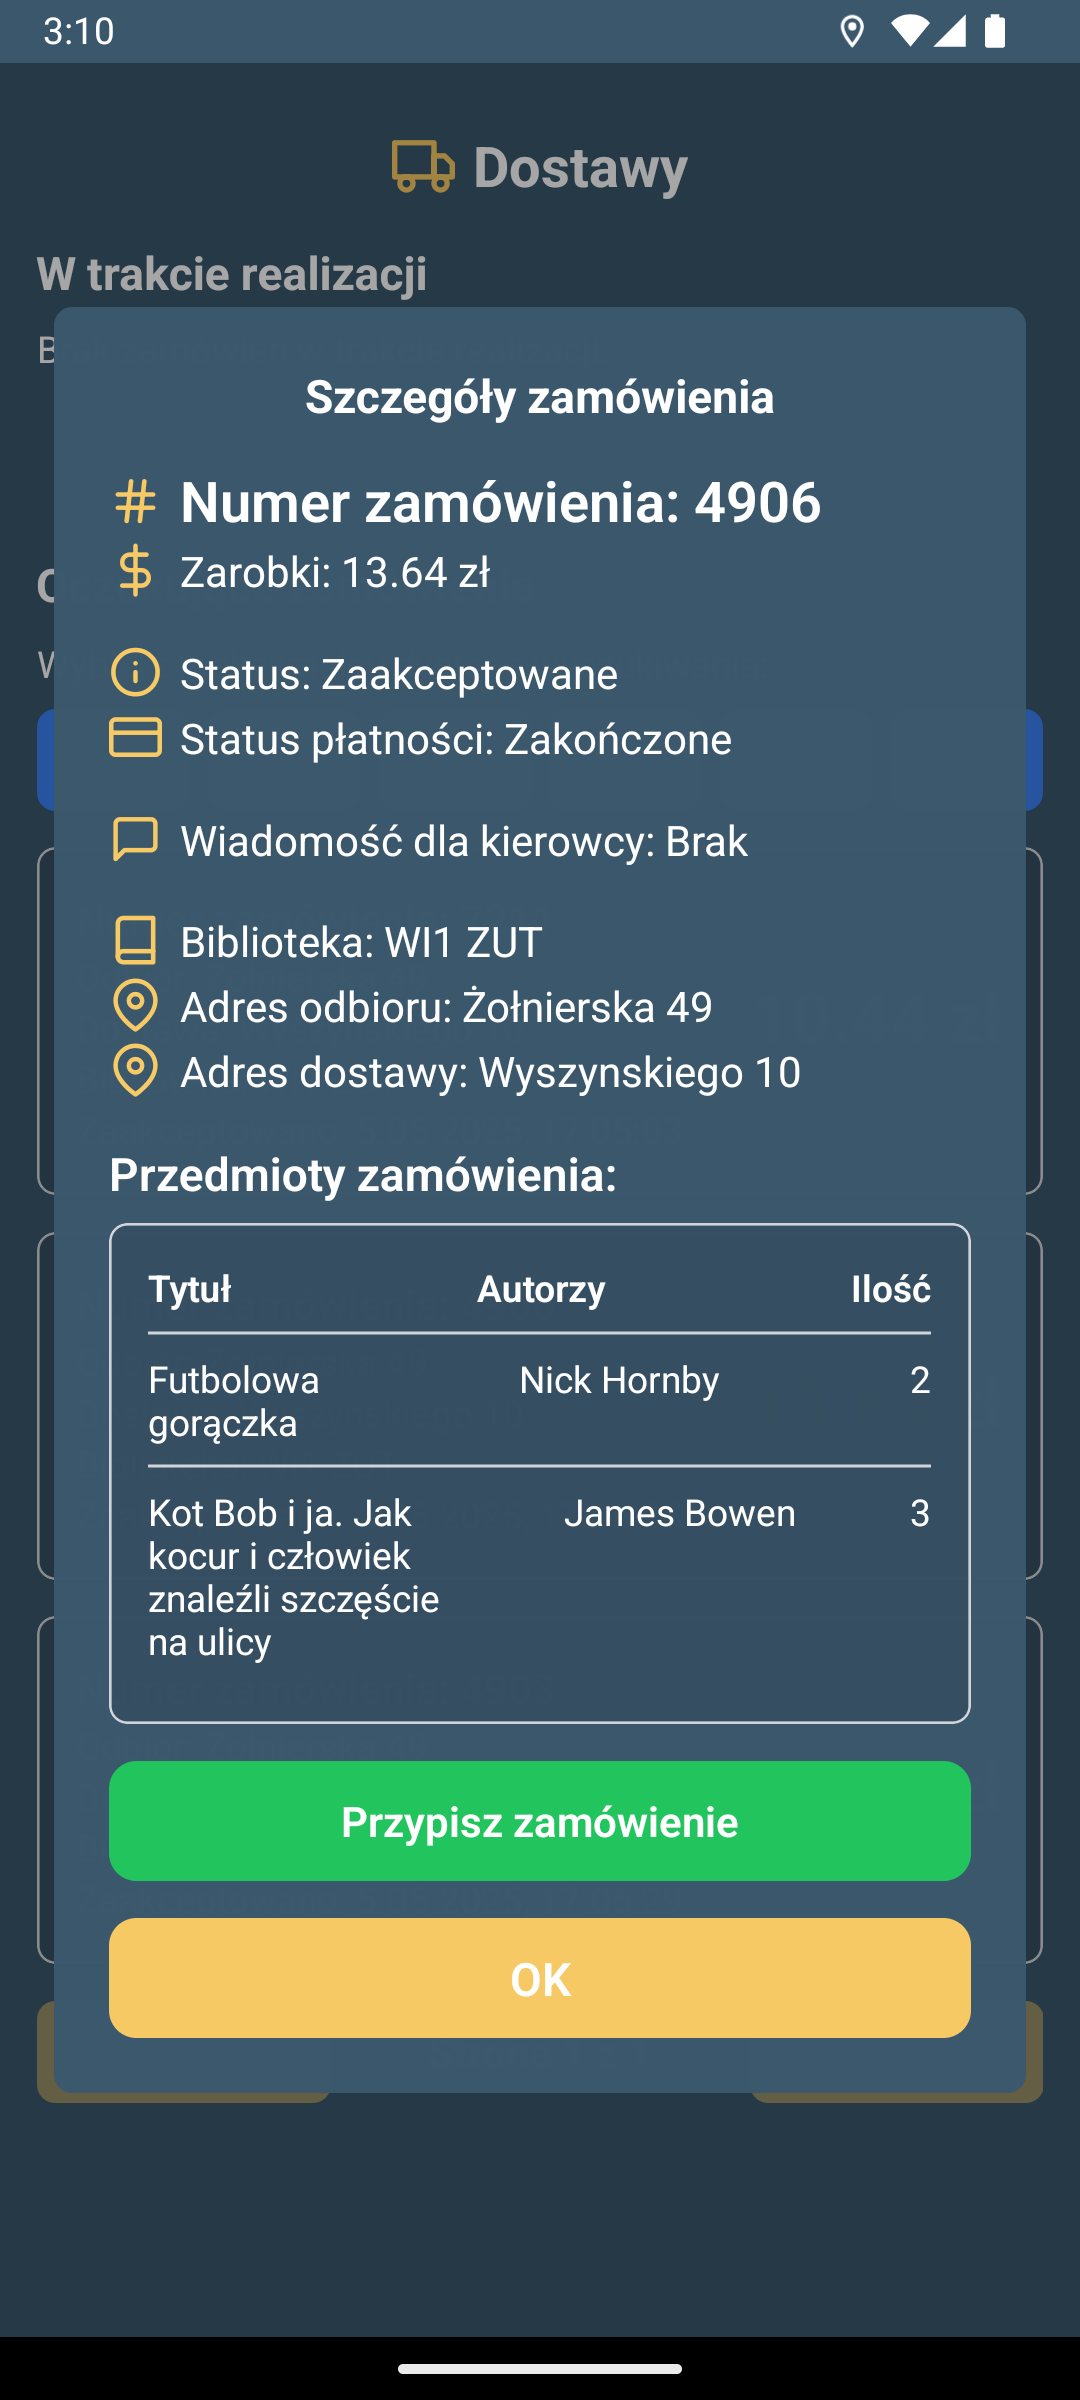 3:10
Dostawy
W trakcie realizacji
Szczegóły zamówienia
Numer zamówienia: 4906
Zarobki: 13.64 zł
Status: Zaakceptowane
Status płatności: Zakończone
Wiadomość dla kierowcy: Brak
Biblioteka: WI1 ZUT
Adres odbioru: Żołnierska 49
Adres dostawy: Wyszynskiego 10
Przedmioty zamówienia:
Tytuł Autorzy Ilość
Futbolowa Nick Hornby 2
gorączka
Kot Bob i ja. Jak James Bowen 3
kocur i człowiek
znaleźli szczęście
na ulicy
Przypisz zamówienie
OK